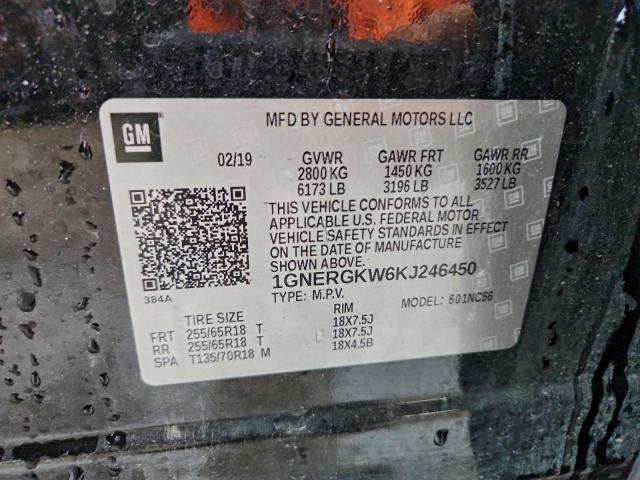 GM
MFD BY GENERAL MOTORS LLC
02/19 GVWR GAWR FRT GAWR RR
2800 KG 1450 KG 1600 KG
6173 LB 3196 LB 3527 LB
THIS VEHICLE CONFORMS TO ALL
APPLICABLE U.S. FEDERAL MOTOR
VEHICLE SAFETY STANDARDS IN EFFECT
ON THE DATE OF MANUFACTURE
SHOWN ABOVE.
384A
1GNERGKW6KJ246450
TYPE: M.P.V. MODEL: 601NC56
TIRE SIZE RIM
FRT 255/65R18 T 18X7.5J
RR 255/65R18 T 18X7.5J
SPA T135/70R18 M 18X4.5B